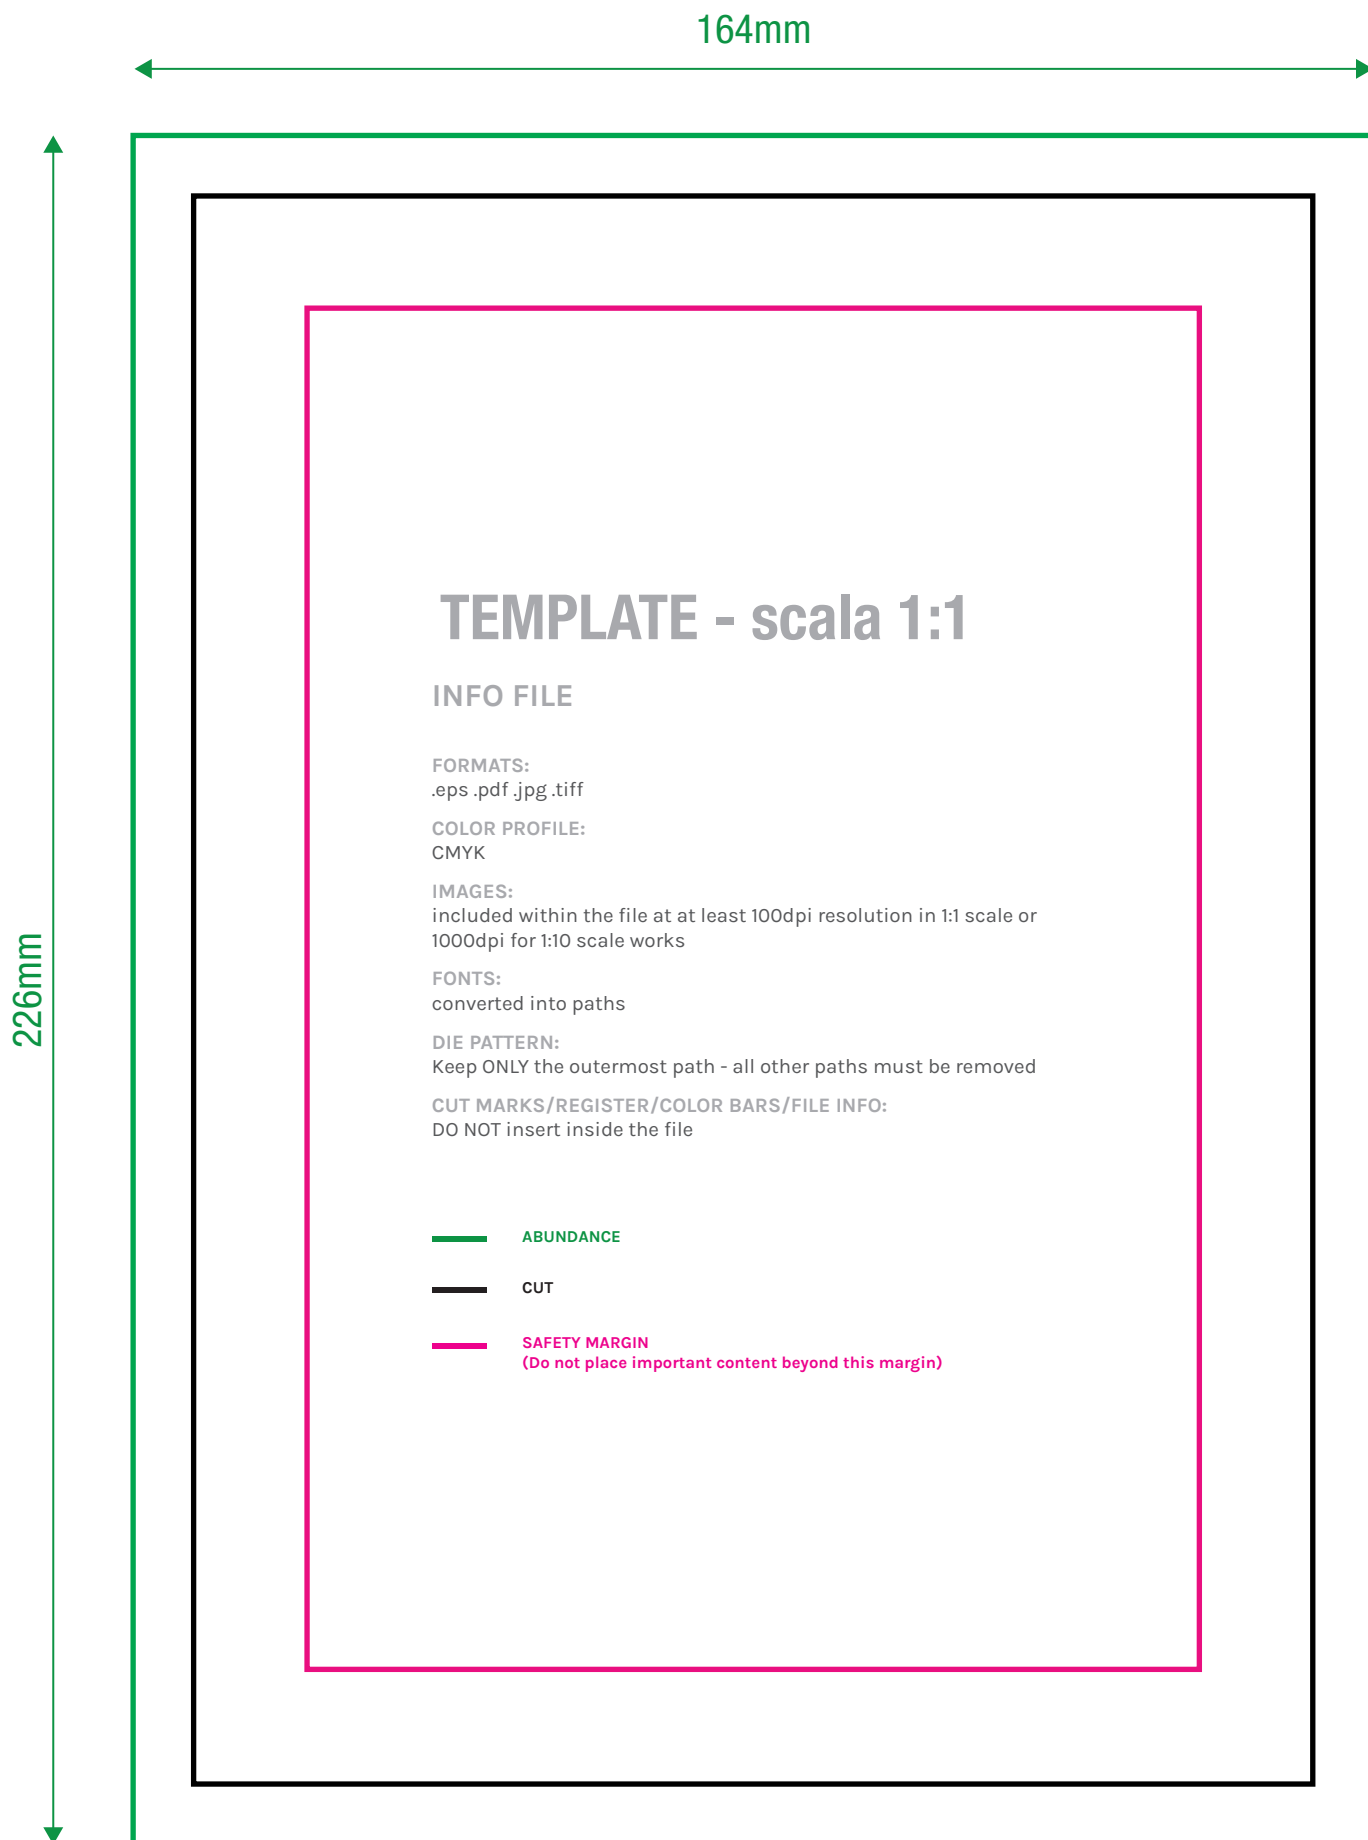 164mm
226mm
TEMPLATE - scala 1:1
INFO FILE
FORMATS:
.eps .pdf .jpg .tiff
COLOR PROFILE:
CMYK
IMAGES:
included within the file at at least 100dpi resolution in 1:1 scale or
1000dpi for 1:10 scale works
FONTS:
converted into paths
DIE PATTERN:
Keep ONLY the outermost path - all other paths must be removed
CUT MARKS/REGISTER/COLOR BARS/FILE INFO:
DO NOT insert inside the file
ABUNDANCE
CUT
SAFETY MARGIN
(Do not place important content beyond this margin)